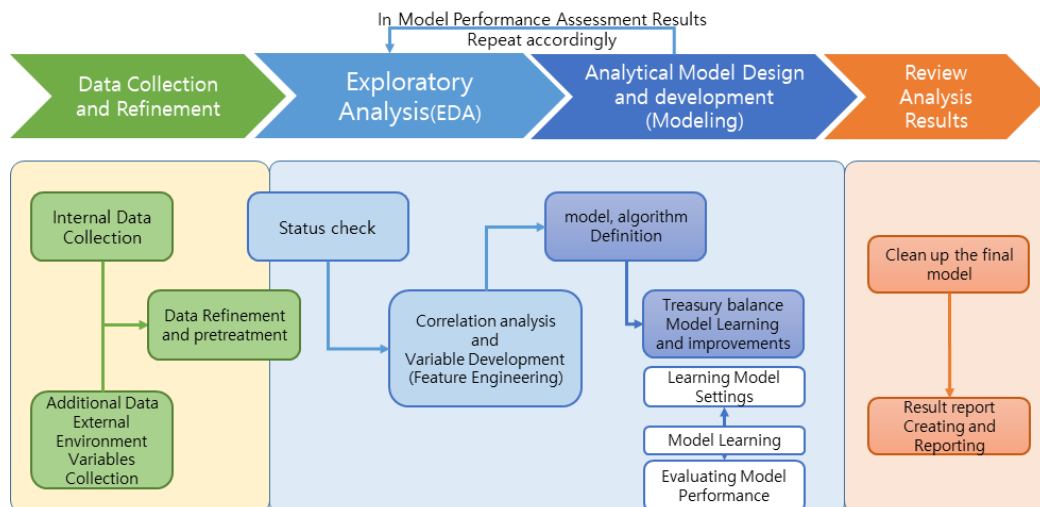 In Model Performance Assessment Results
Repeat accordingly
Data Collection
and Refinement
Exploratory
Analysis(EDA)
Analytical Model Design
and development
(Modeling)
Review
Analysis
Results
Internal Data
Collection
Data Refinement
and pretreatment
Additional Data
External
Environment
Variables
Collection
Status check
Correlation analysis
and
Variable Development
(Feature Engineering)
model, algorithm
Definition
Treasury balance
Model Learning
and improvements
Learning Model
Settings
Model Learning
Evaluating Model
Performance
Clean up the final
model
Result report
Creating and
Reporting